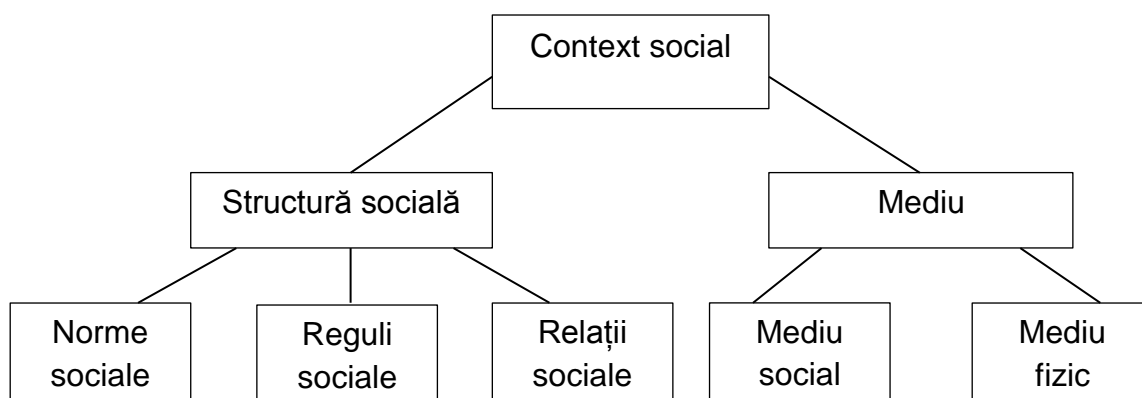 Context social
Structură socială
Mediu
Norme
sociale
Reguli
sociale
Relații
sociale
Mediu
social
Mediu
fizic